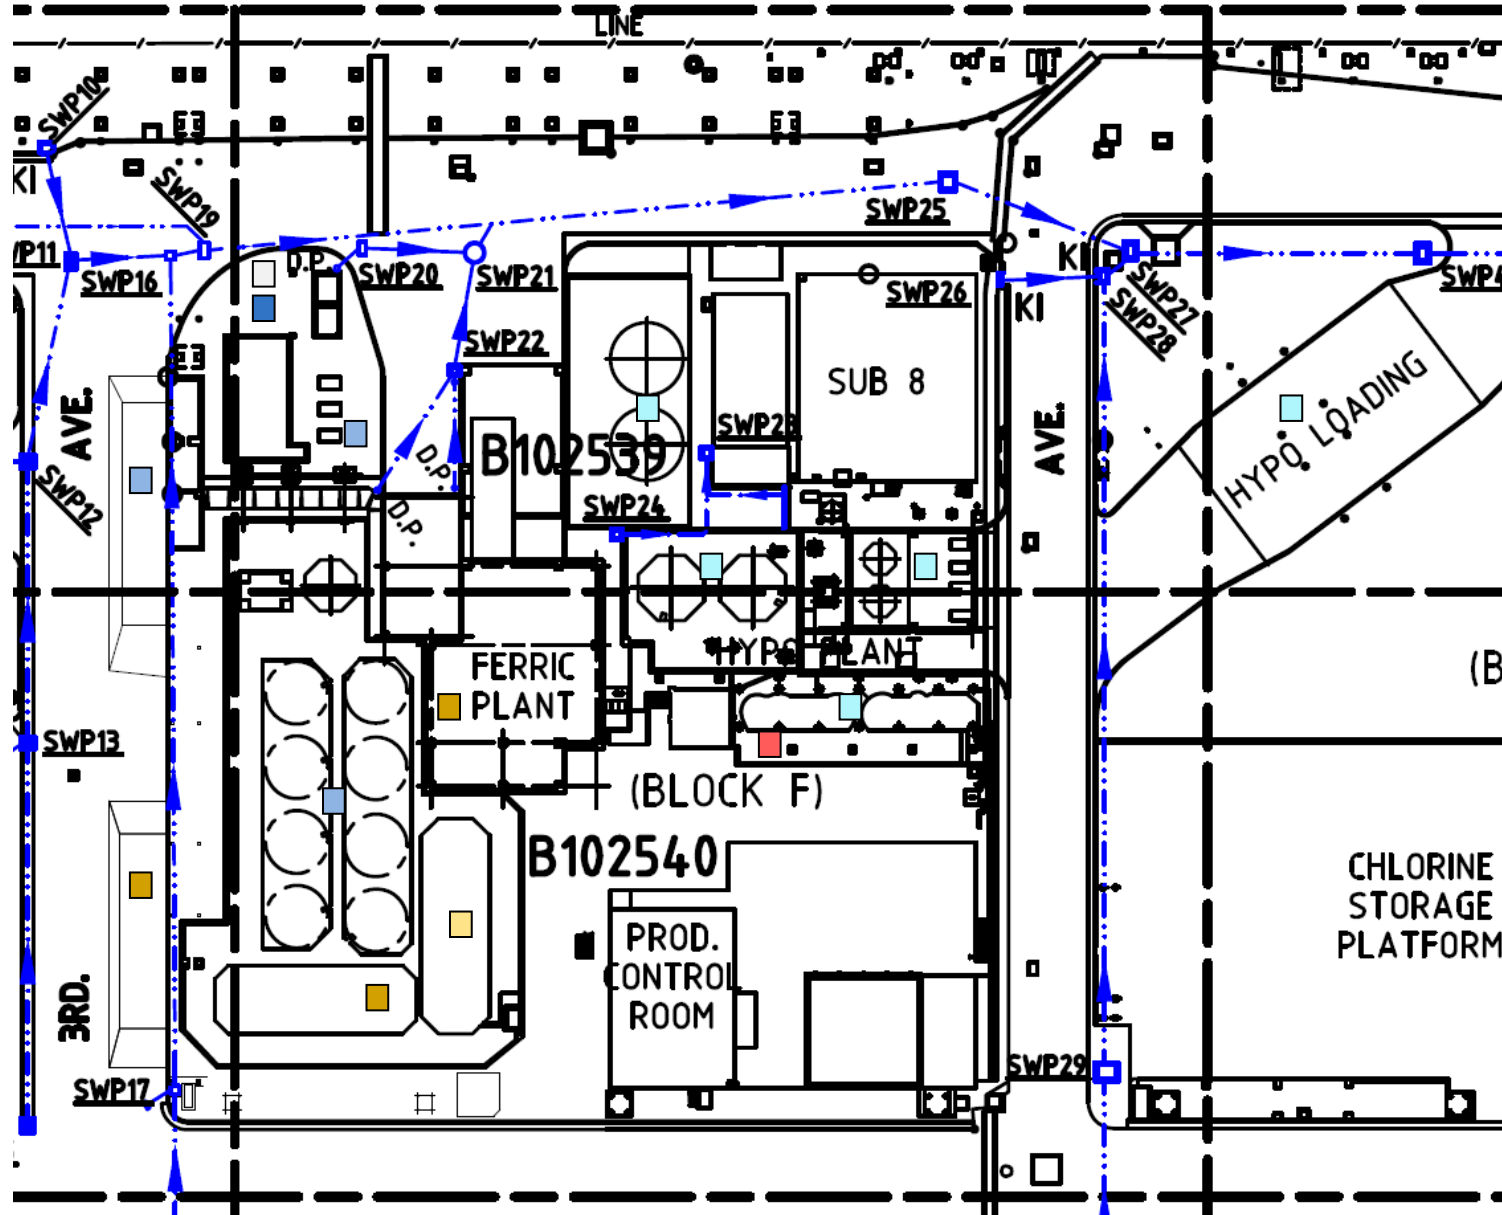 LINE
SWP10
KI
SWP19
SWP25
SWP11
SWP16
D.P.
SWP20
SWP21
SWP26
KI
KI
SWP27
SWP28
SWP4
SWP22
SUB 8
AVE.
SWP12
D.P.
D.P.
B102539
SWP23
SWP24
AVE.
HYPO LOADING
FERRIC
PLANT
HYPO PLANT
(B
SWP13
(BLOCK F)
B102540
PROD.
CONTROL
ROOM
CHLORINE
STORAGE
PLATFORM
3RD.
SWP17
SWP29